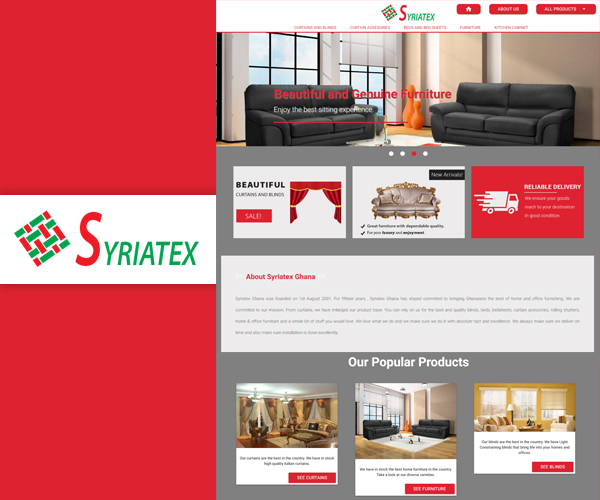 SYRIATEX
SYRIATEX
ABOUT US
ALL PRODUCTS
CURTAINS AND BLINDS
CURTAIN ASSESORIES
BEDS AND BED SHEETS
FURNITURE
KITCHEN CABINET
Beautiful and Genuine Furniture
Enjoy the best sitting experience
BEAUTIFUL
CURTAINS AND BLINDS
SALE!
New Arrivals!
Great furniture with dependable quality.
For your luxury and enjoyment.
RELIABLE DELIVERY
We ensure your goods
reach to your destination
in good condition
About Syriatex Ghana
Syriatex Ghana was founded on 1st August 2001. For fifteen years , Syriatex Ghana has stayed committed to bringing Ghanaians the best of home and office furnishing. We are
committed to our mission. From curtains, we have enlarged our product base. You can rely on us for the best and quality blinds, beds, bedsheets, curtain acessories, rolling shutters,
home & office furniture and a whole lot of stuff you would love. We love what we do and we make sure we do it with absolute tact and excellence. We always make sure we deliver on
time and also make sure installation is done excellently.
Our Popular Products
Our curtains are the best in the country. We have in stock
high quality Italian curtains.
SEE CURTAINS
We have in stock the best home furniture in the country
Take a look at our diverse varieties.
SEE FURNITURE
Our blinds are the best in the country. We have Light
Constraining blinds that bring life into your homes and
offices.
SEE BLINDS